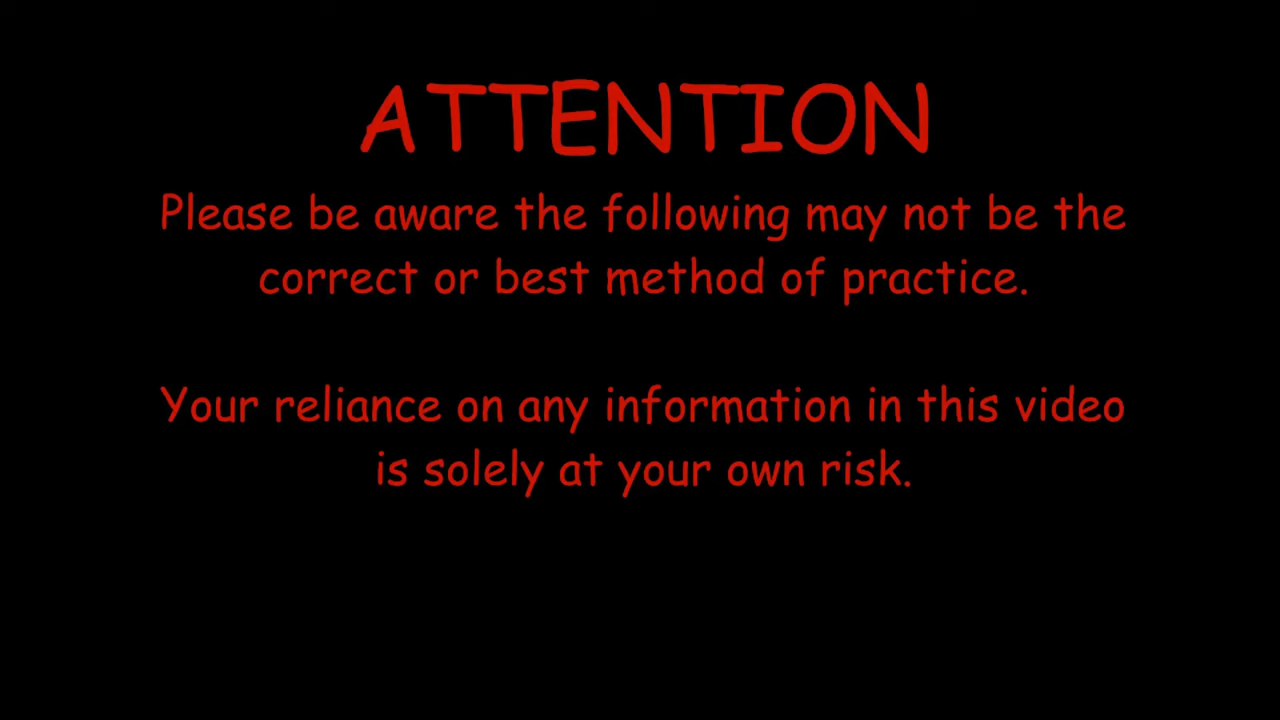 ATTENTION
Please be aware the following may not be the
correct or best method of practice.
Your reliance on any information in this video
is solely at your own risk.